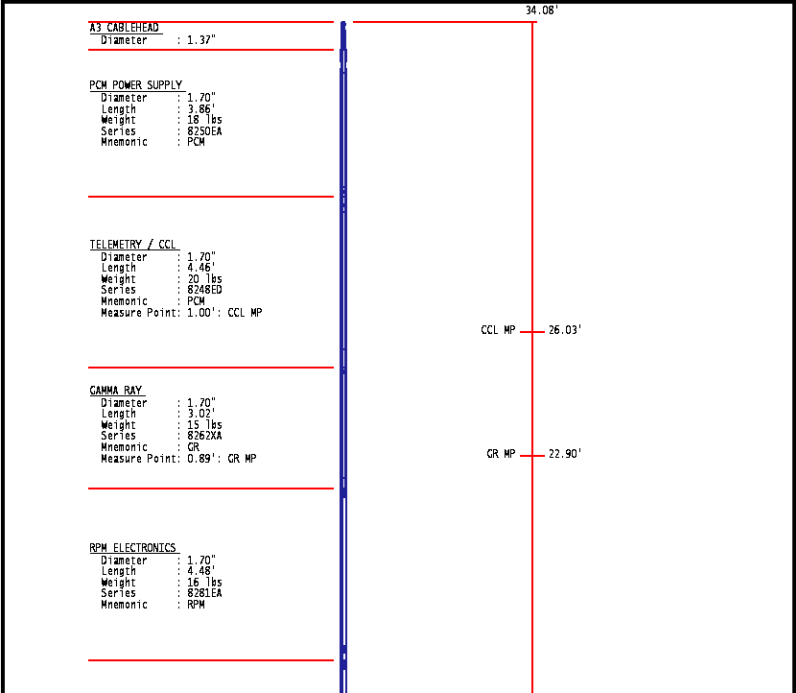 34.08'
A3 CABLEHEAD
Diameter : 1.37"
PCM POWER SUPPLY
Diameter : 1.70"
Length : 3.86'
Weight : 18 lbs
Series : 8250EA
Mnemonic : PCM
TELEMETRY / CCL
Diameter : 1.70"
Length : 4.46'
Weight : 20 lbs
Series : 8248ED
Mnemonic : PCM
Measure Point: 1.00': CCL MP
CCL MP 26.03'
GAMMA RAY
Diameter : 1.70"
Length : 3.02'
Weight : 15 lbs
Series : 8262XA
Mnemonic : GR
Measure Point: 0.89': GR MP
GR MP 22.90'
RPM ELECTRONICS
Diameter : 1.70"
Length : 4.48'
Weight : 16 lbs
Series : 8281EA
Mnemonic : RPM